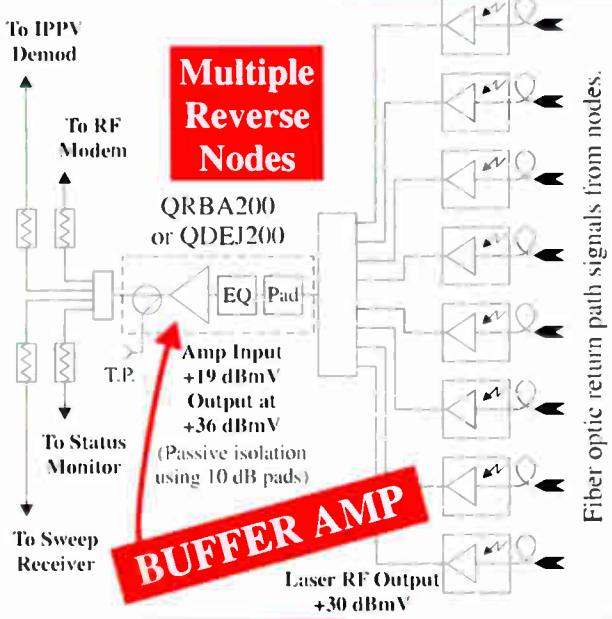 To IPPV
Demod
To RF
Modem
Multiple
Reverse
Nodes
QRBA200
or QDEJ200
EQ
Pad
T.P.
Amp Input
+19 dBmV
Output at
+36 dBmV
(Passive isolation
using 10 dB pads)
To Status
Monitor
To Sweep
Receiver
BUFFER AMP
Laser RF Output
+30 dBmV
Fiber optic return path signals from nodes.